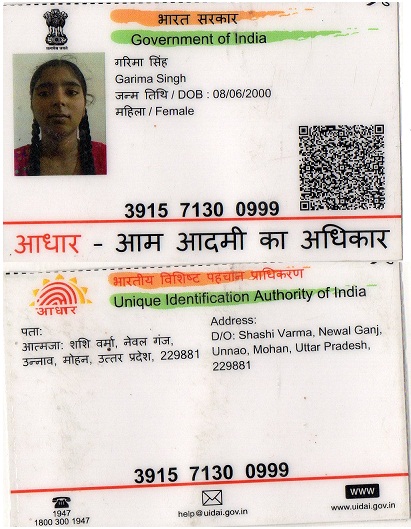 भारत सरकार
Government of India
गरिमा सिंह
Garima Singh
जन्म तिथि / DOB : 08/06/2000
महिला / Female
3915 7130 0999
आधार - आम आदमी का अधिकार
भारतीय विशिष्ट पहचान प्राधिकरण
Unique Identification Authority of India
आधार
पता:
आत्मजा: शशि वर्मा, नेवल गंज,
उन्नाव, मोहन, उत्तर प्रदेश, 229881
Address:
D/O: Shashi Varma, Newal Ganj,
Unnao, Mohan, Uttar Pradesh,
229881
3915 7130 0999
1947
1800 300 1947
help@uidai.gov.in
WWW
www.uidai.gov.in